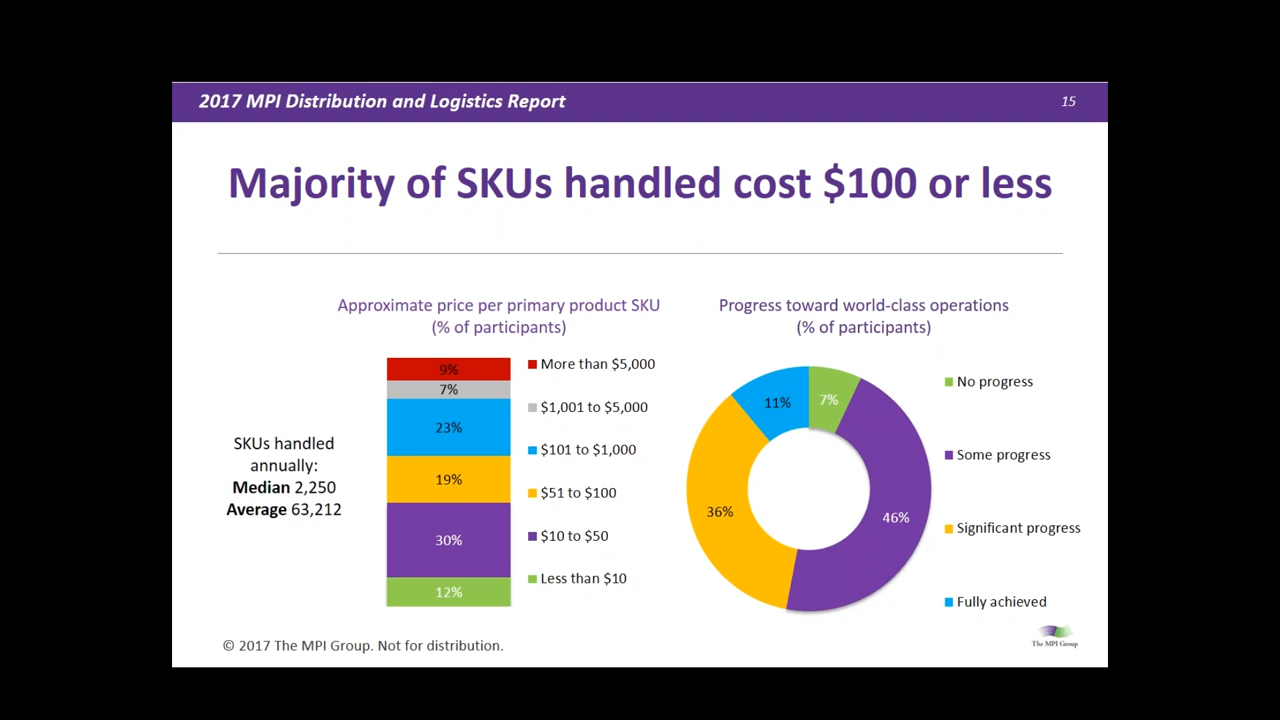 2017 MPI Distribution and Logistics Report
15
Majority of SKUs handled cost $100 or less
SKUs handled
annually:
Median 2,250
Average 63,212
Approximate price per primary product SKU
(% of participants)
9%
7%
23%
19%
30%
12%
More than $5,000
$1,001 to $5,000
$101 to $1,000
$51 to $100
$10 to $50
Less than $10
Progress toward world-class operations
(% of participants)
11%
7%
36%
46%
No progress
Some progress
Significant progress
Fully achieved
© 2017 The MPI Group. Not for distribution.
The MPI Group